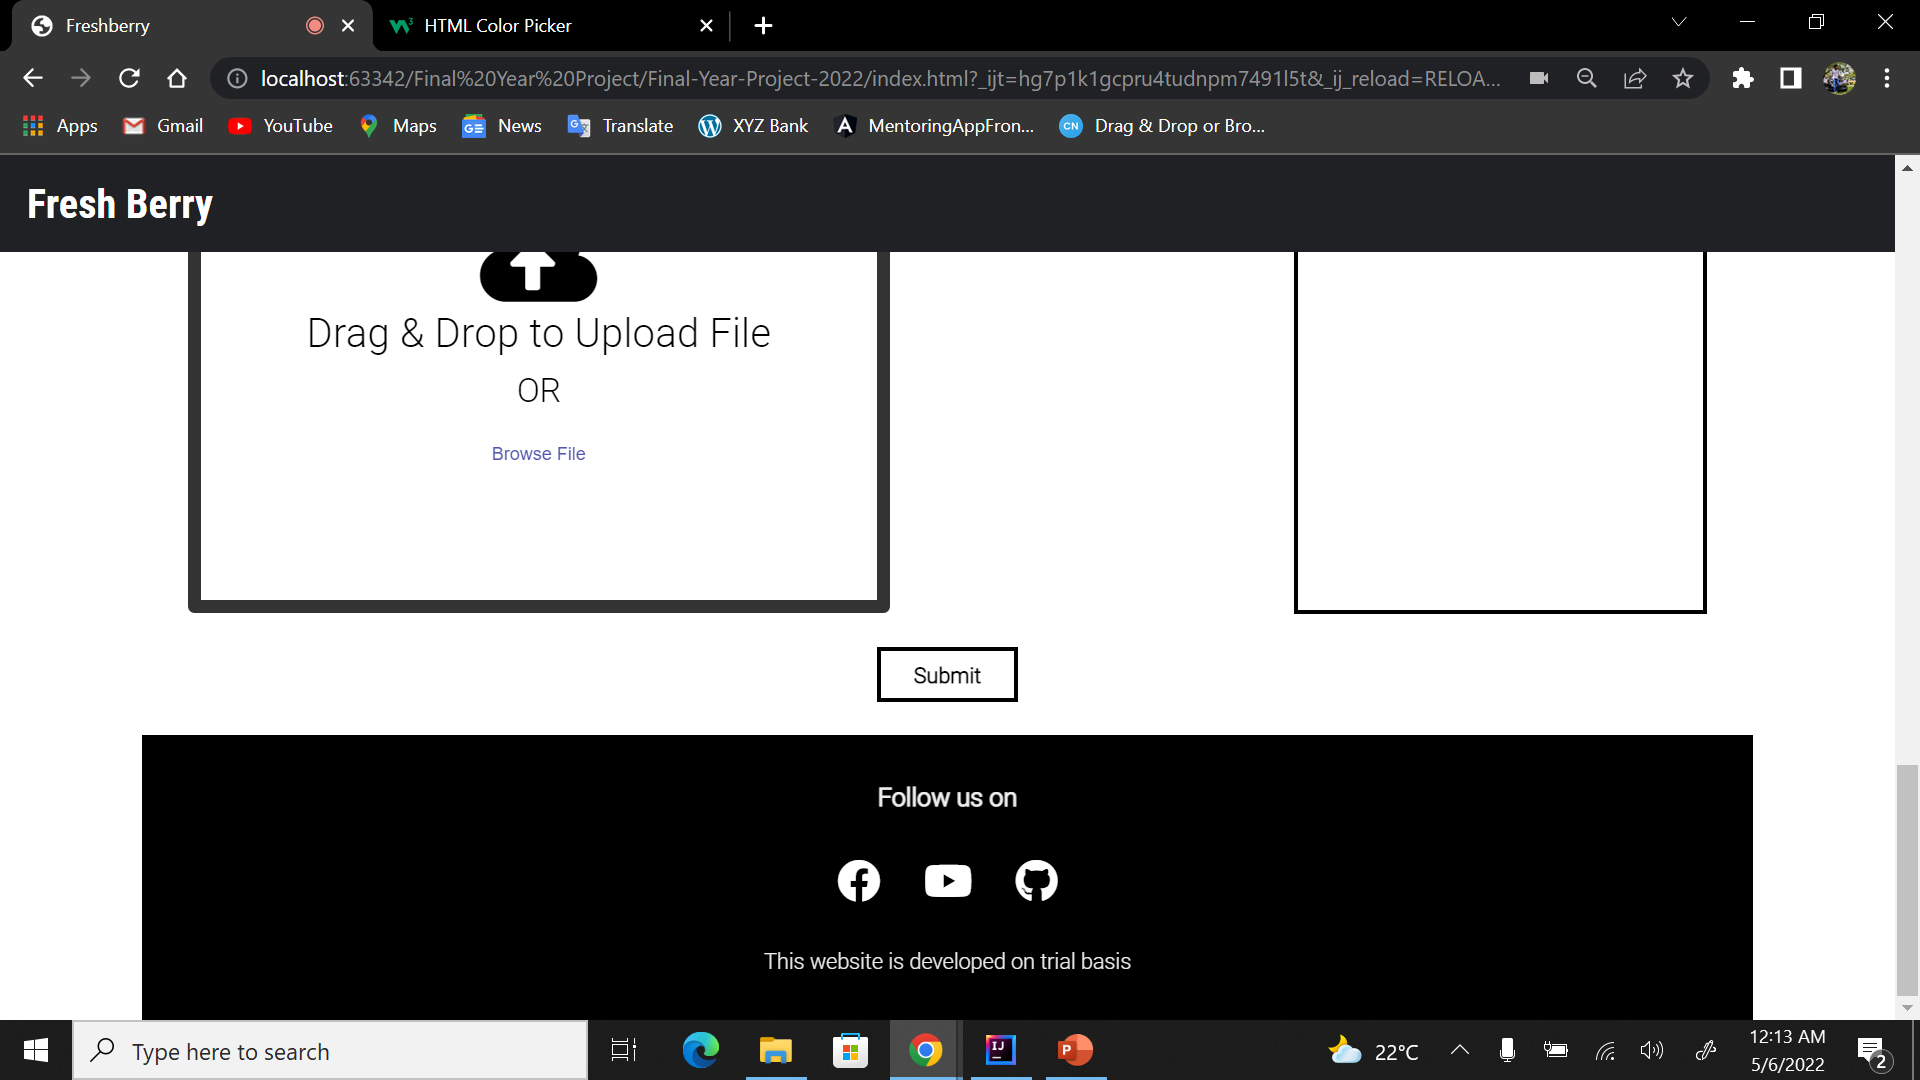 Freshberry
HTML Color Picker
localhost:63342/Final%20Year%20Project/Final-Year-Project-2022/index.html?_ijt=hg7p1k1gcpru4tudnpm7491l5t&_ij_reload=RELOA...
Apps
Gmail
YouTube
Maps
News
Translate
XYZ Bank
MentoringAppFron...
CN
Drag & Drop or Bro...
Fresh Berry
Drag & Drop to Upload File
OR
Browse File
Submit
Follow us on
This website is developed on trial basis
Type here to search
22°C
12:13 AM
5/6/2022
2